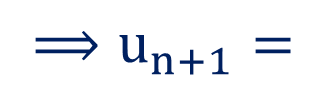 ⟹ uₙ₊₁ =